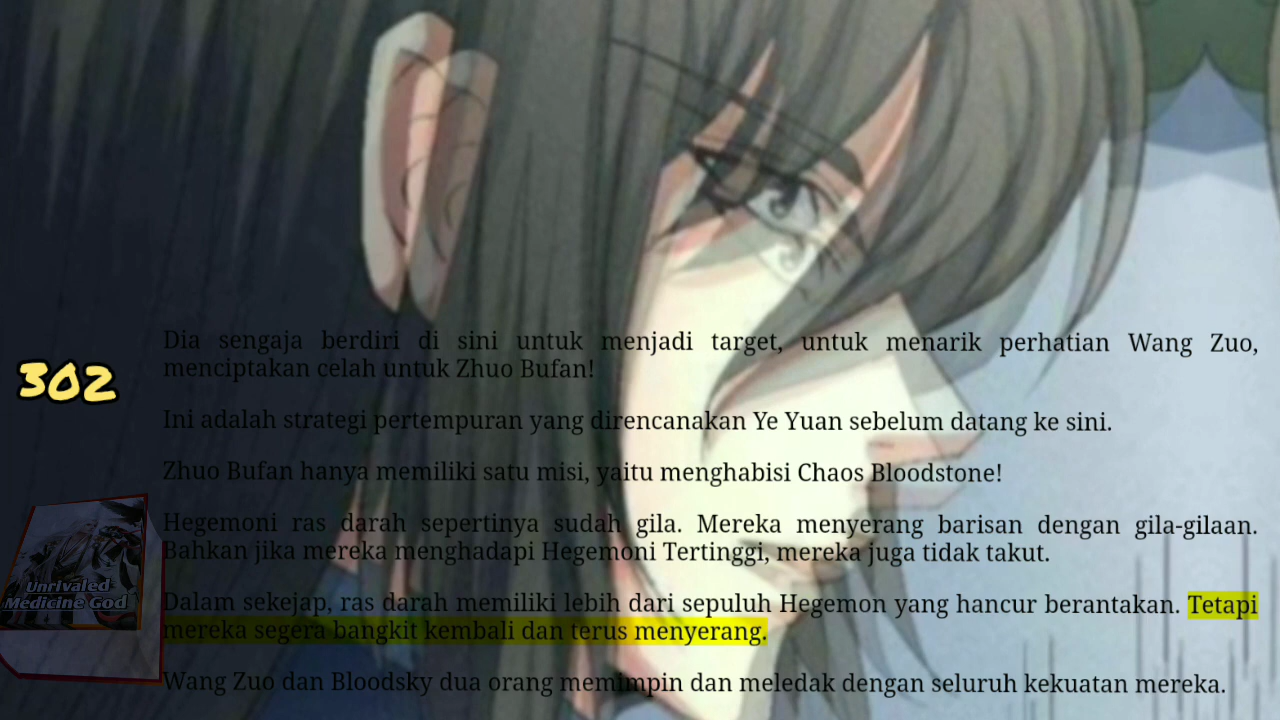 Dia sengaja berdiri di sini untuk menjadi target, untuk menarik perhatian Wang Zuo,
menciptakan celah untuk Zhuo Bufan!
Ini adalah strategi pertempuran yang direncanakan Ye Yuan sebelum datang ke sini.
Zhuo Bufan hanya memiliki satu misi, yaitu menghabisi Chaos Bloodstone!
Hegemoni ras darah sepertinya sudah gila. Mereka menyerang barisan dengan gila-gilaan.
Bahkan jika mereka menghadapi Hegemoni Tertinggi, mereka juga tidak takut.
Dalam sekejap, ras darah memiliki lebih dari sepuluh Hegemon yang hancur berantakan. Tetapi
mereka segera bangkit kembali dan terus menyerang.
Wang Zuo dan Bloodsky dua orang memimpin dan meledak dengan seluruh kekuatan mereka.
302
Unrivaled
Medicine God